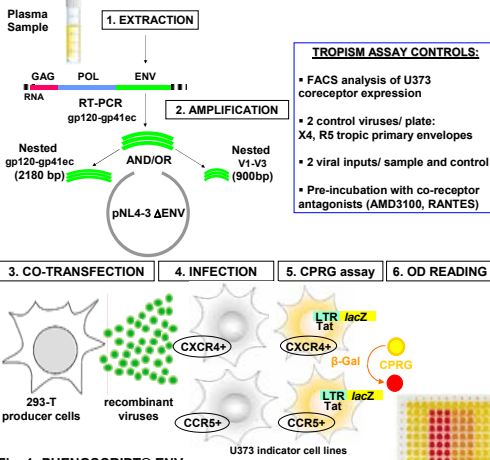 Plasma
Sample
1. EXTRACTION
GAG POL ENV
RNA
RT-PCR
gp120-gp41ec
2. AMPLIFICATION
Nested
gp120-gp41ec
(2180 bp)
AND/OR
Nested
V1-V3
(900bp)
pNL4-3 ΔENV
TROPISM ASSAY CONTROLS:
▪ FACS analysis of U373
coreceptor expression
▪ 2 control viruses/ plate:
X4, R5 tropic primary envelopes
▪ 2 viral inputs/ sample and control
▪ Pre-incubation with co-receptor
antagonists (AMD3100, RANTES)
3. CO-TRANSFECTION 4. INFECTION 5. CPRG assay 6. OD READING
LTR lacZ
Tat
CXCR4+ CXCR4+
β-Gal CPRG
LTR lacZ
Tat
CCR5+ CCR5+
293-T
producer cells
recombinant
viruses
U373 indicator cell lines
Fig. 1. PHENOSCRIPT® ENV